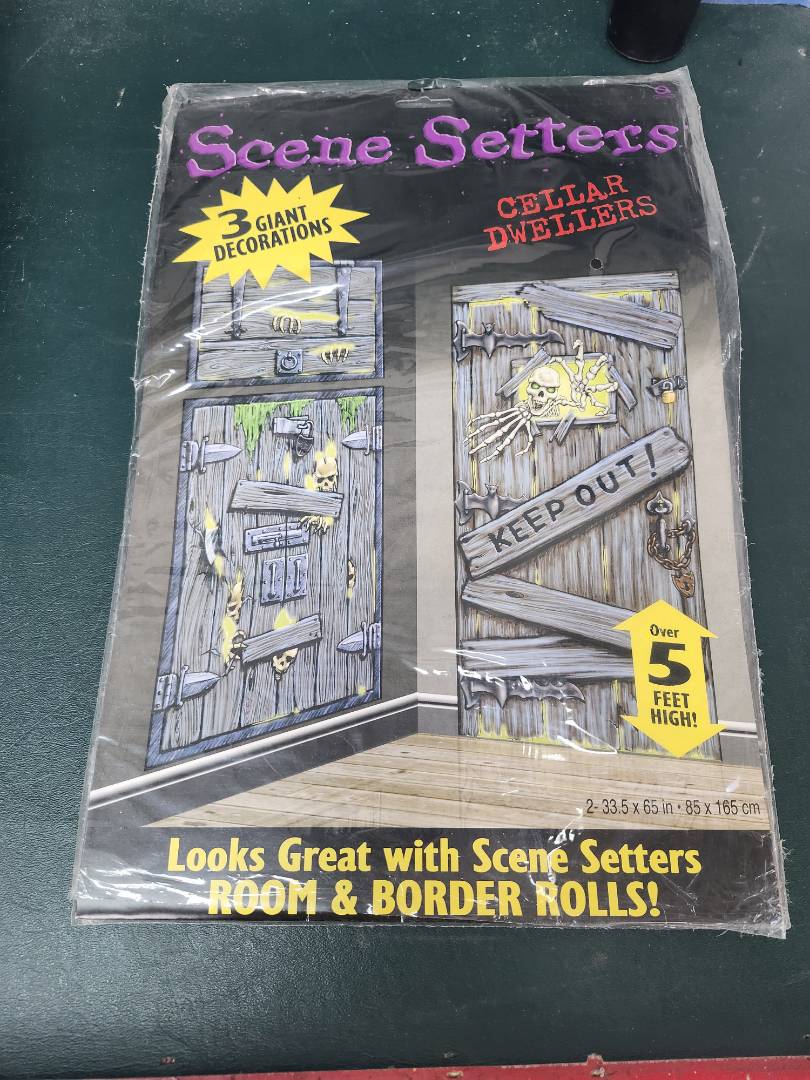 Scene Setters
3 GIANT
DECORATIONS
CELLAR
DWELLERS
KEEP OUT!
Over
5
FEET
HIGH!
2- 33.5 x 65 in • 85 x 165 cm
Looks Great with Scene Setters
ROOM & BORDER ROLLS!